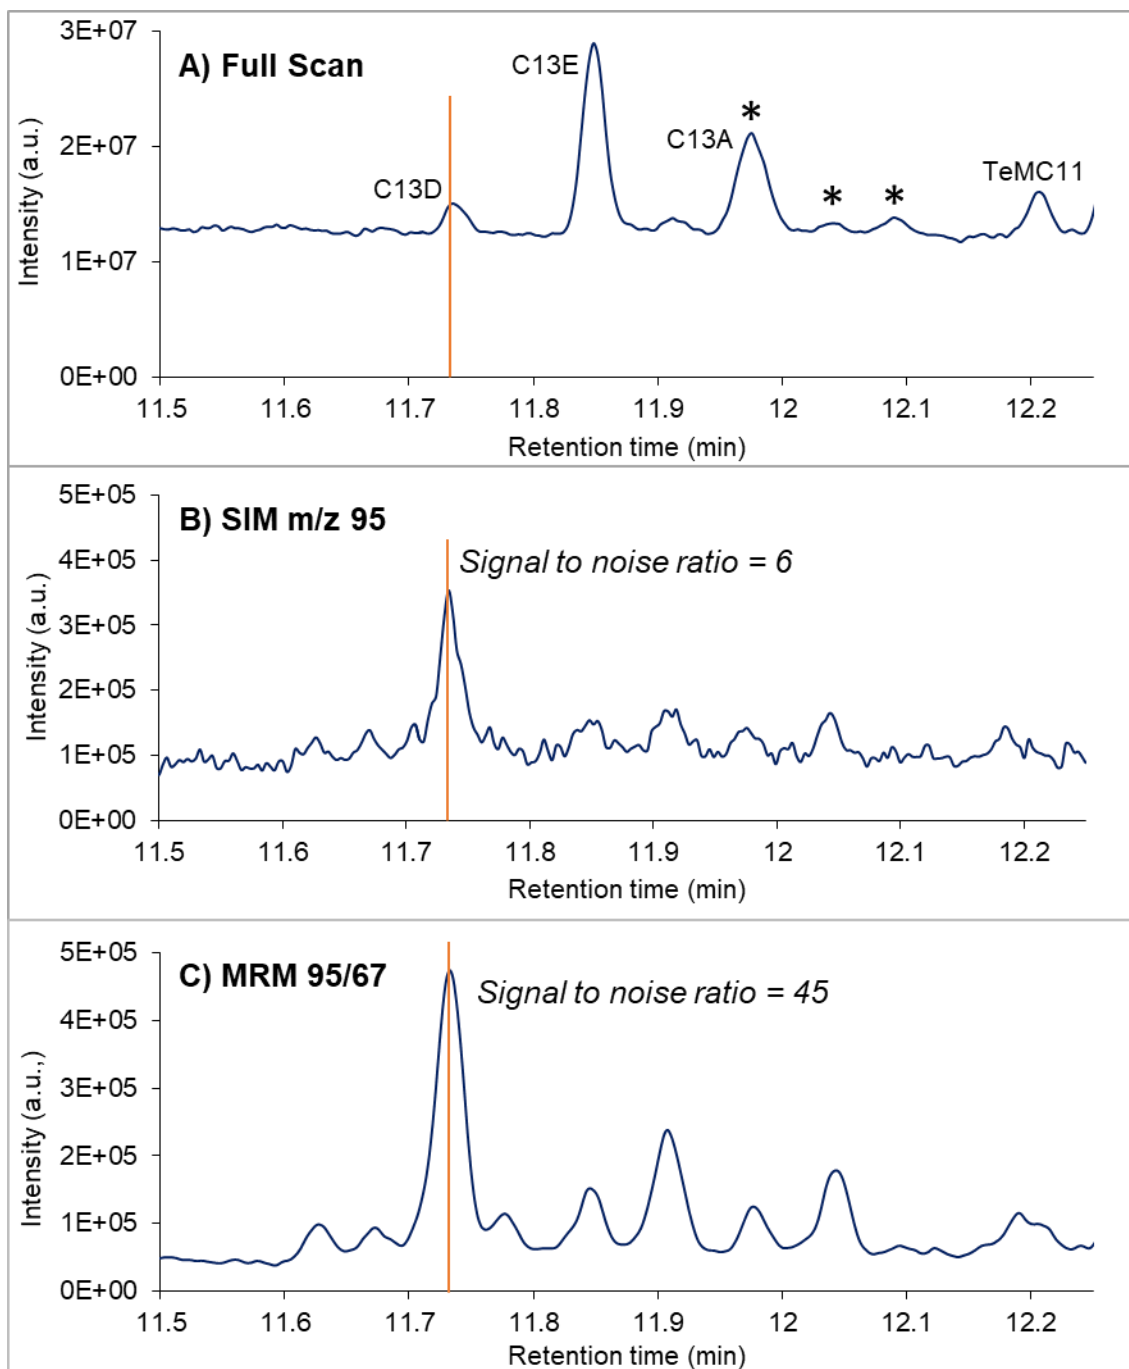 A) Full Scan
Intensity (a.u.)
3E+07
2E+07
1E+07
0E+00
C13D
C13E
C13A
*
*
*
TeMC11
11.5 11.6 11.7 11.8 11.9 12 12.1 12.2
Retention time (min)
B) SIM m/z 95
Signal to noise ratio = 6
Intensity (a.u.)
5E+05
4E+05
3E+05
2E+05
1E+05
0E+00
11.5 11.6 11.7 11.8 11.9 12 12.1 12.2
Retention time (min)
C) MRM 95/67
Signal to noise ratio = 45
Intensity (a.u.,)
5E+05
4E+05
3E+05
2E+05
1E+05
0E+00
11.5 11.6 11.7 11.8 11.9 12 12.1 12.2
Retention time (min)